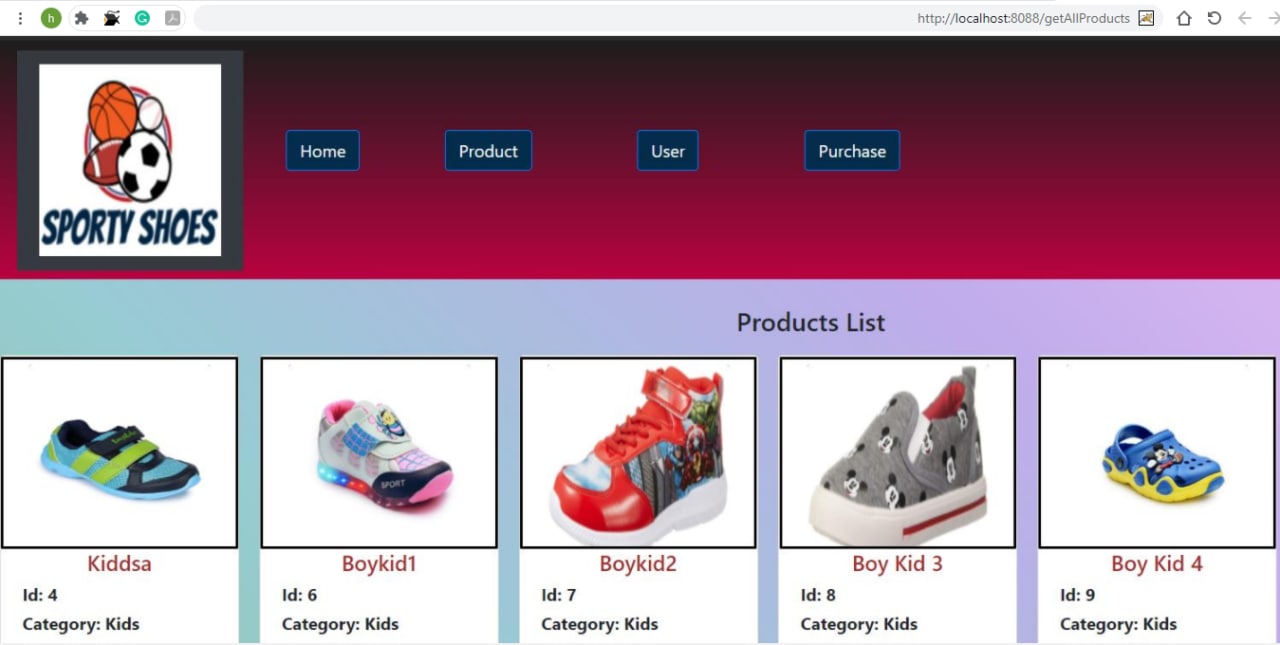 h
http://localhost:8088/getAllProducts
SPORTY SHOES
Home Product User Purchase
Products List
SPORT
Kiddsa Boykid1 Boykid2 Boy Kid 3 Boy Kid 4
Id: 4 Id: 6 Id: 7 Id: 8 Id: 9
Category: Kids Category: Kids Category: Kids Category: Kids Category: Kids